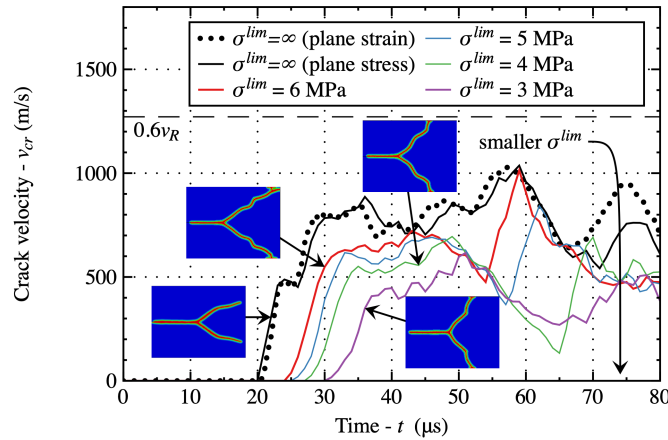 Crack velocity - v_cr (m/s)
1500
1000
500
0
σ^lim=∞ (plane strain)
σ^lim=∞ (plane stress)
σ^lim = 6 MPa
σ^lim = 5 MPa
σ^lim = 4 MPa
σ^lim = 3 MPa
0.6v_R
smaller σ^lim
0 10 20 30 40 50 60 70 80
Time - t (μs)